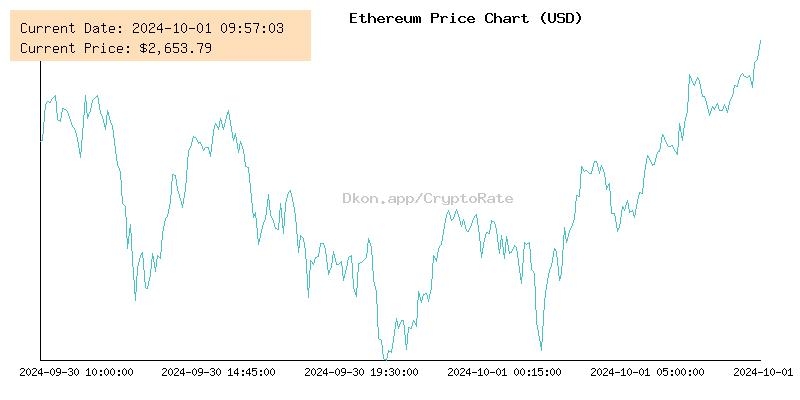 Ethereum Price Chart (USD)
Current Date: 2024-10-01 09:57:03
Current Price: $2,653.79
Dkon.app/CryptoRate
2024-09-30 10:00:00 2024-09-30 14:45:00 2024-09-30 19:30:00 2024-10-01 00:15:00 2024-10-01 05:00:00 2024-10-01